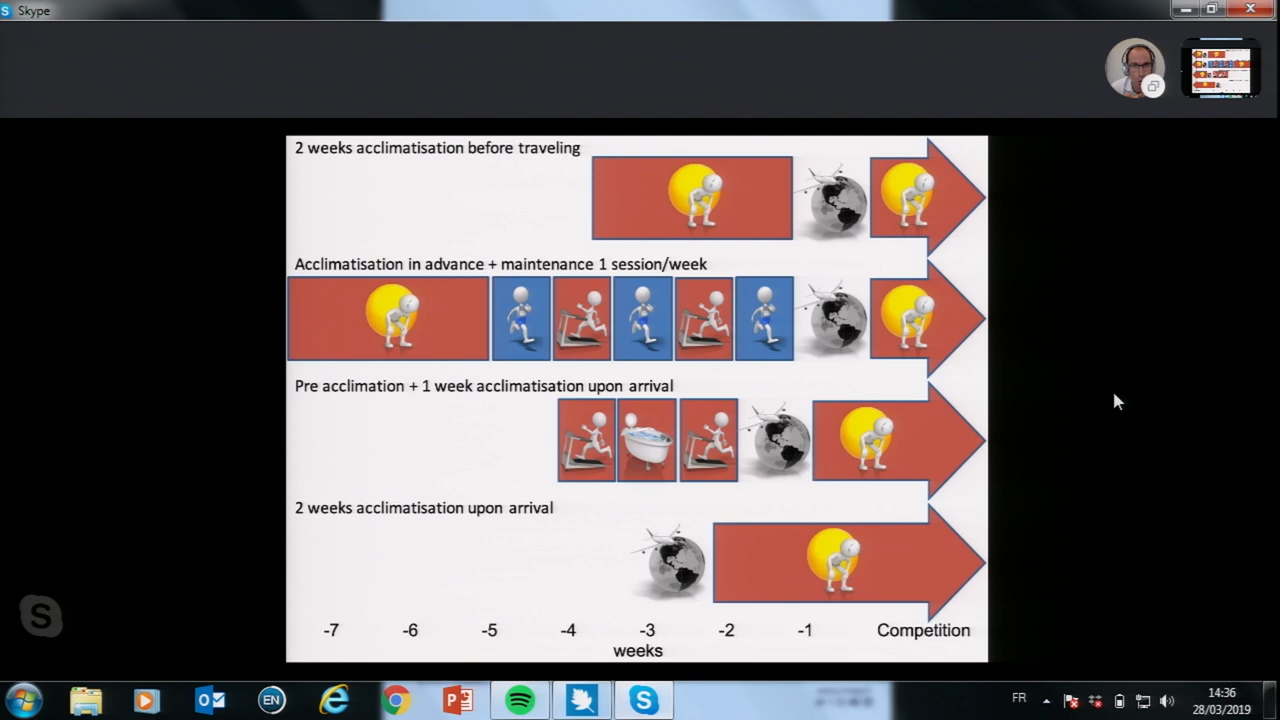 Skype
2 weeks acclimatisation before traveling
Acclimatisation in advance + maintenance 1 session/week
Pre acclimation + 1 week acclimatisation upon arrival
2 weeks acclimatisation upon arrival
-7 -6 -5 -4 -3 -2 -1 Competition
weeks
EN
FR
14:36
28/03/2019